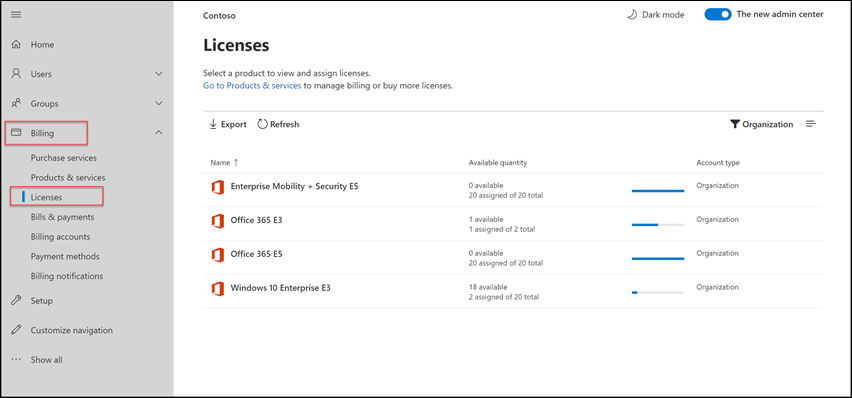 Home
Users
Groups
Billing
Purchase services
Products & services
Licenses
Bills & payments
Billing accounts
Payment methods
Billing notifications
Setup
Customize navigation
Show all
Contoso
Dark mode
The new admin center
Licenses
Select a product to view and assign licenses.
Go to Products & services to manage billing or buy more licenses.
Export
Refresh
Organization
Name ↑
Available quantity
Account type
Enterprise Mobility + Security E5
0 available
20 assigned of 20 total
Organization
Office 365 E3
1 available
1 assigned of 2 total
Organization
Office 365 E5
0 available
20 assigned of 20 total
Organization
Windows 10 Enterprise E3
18 available
2 assigned of 20 total
Organization